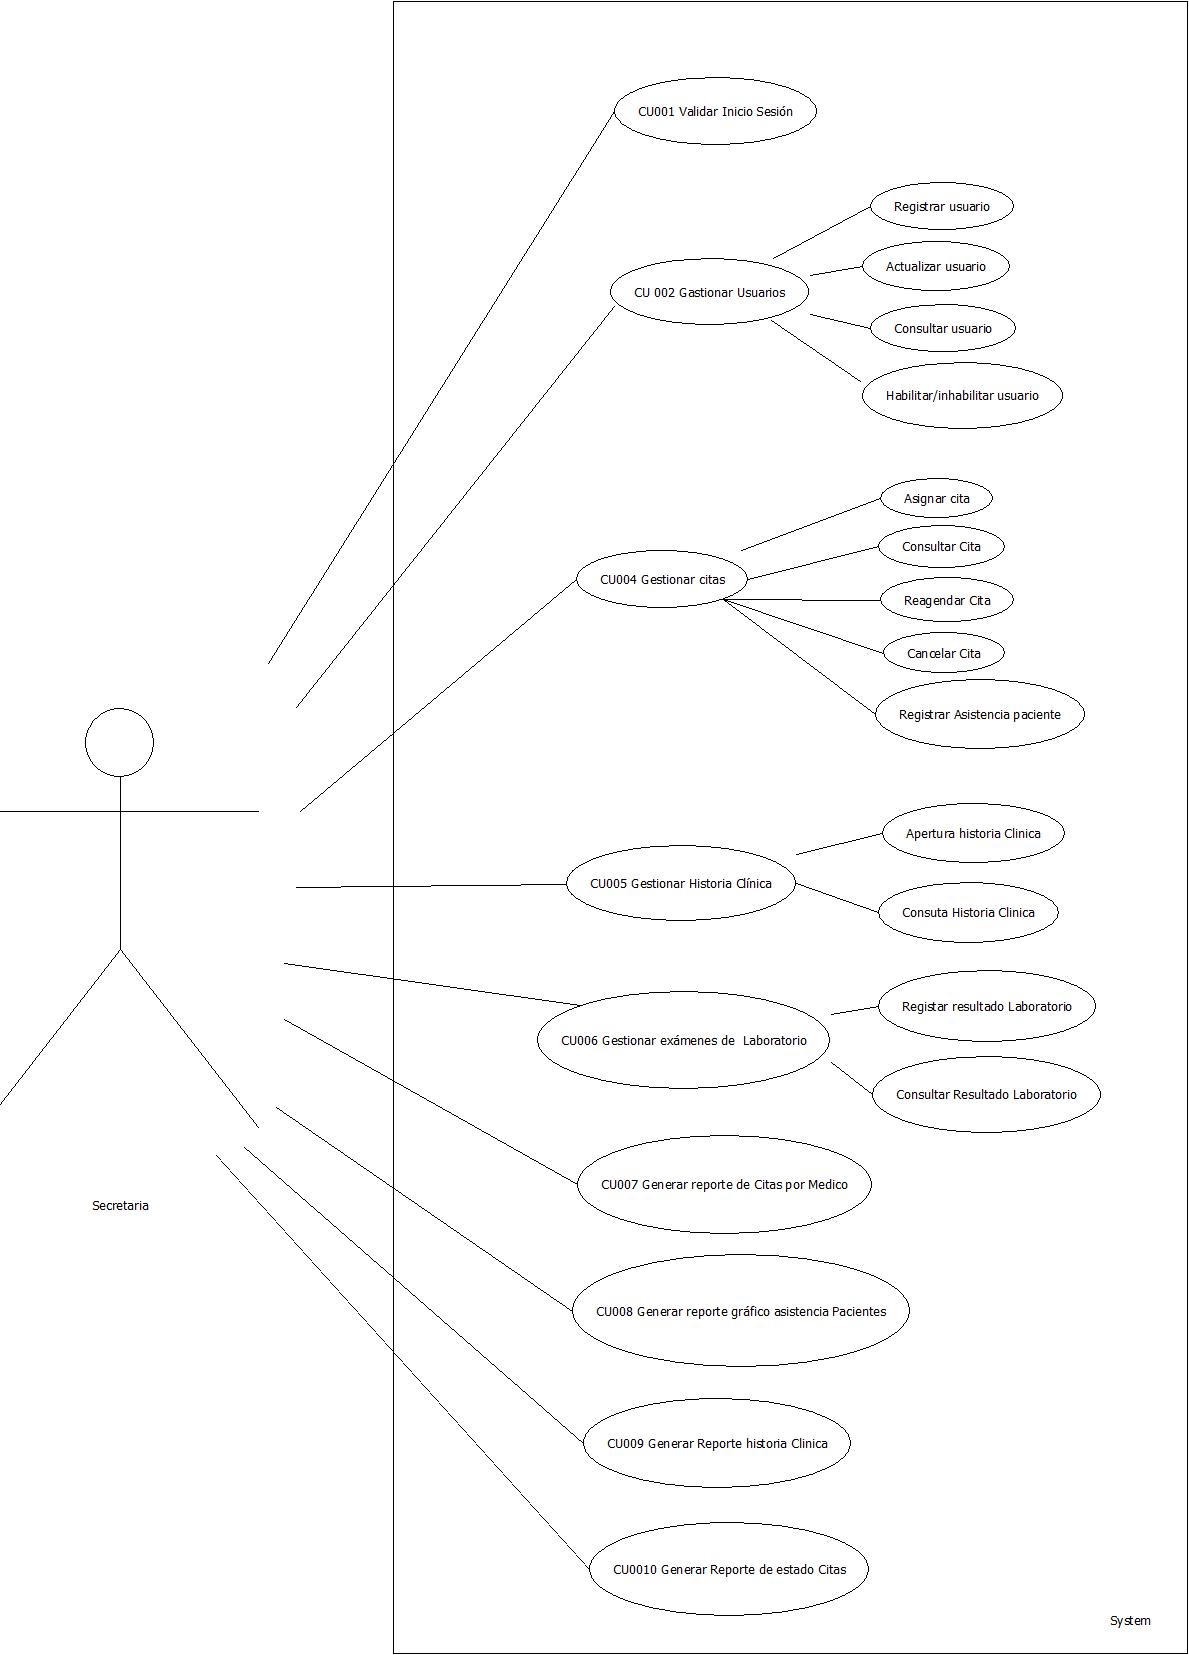 CU001 Validar Inicio Sesión
Registrar usuario
Actualizar usuario
CU 002 Gastionar Usuarios
Consultar usuario
Habilitar/inhabilitar usuario
Asignar cita
Consultar Cita
CU004 Gestionar citas
Reagendar Cita
Cancelar Cita
Registrar Asistencia paciente
Apertura historia Clinica
CU005 Gestionar Historia Clínica
Consuta Historia Clinica
Registar resultado Laboratorio
CU006 Gestionar exámenes de  Laboratorio
Consultar Resultado Laboratorio
CU007 Generar reporte de Citas por Medico
Secretaria
CU008 Generar reporte gráfico asistencia Pacientes
CU009 Generar Reporte historia Clinica
CU0010 Generar Reporte de estado Citas
System